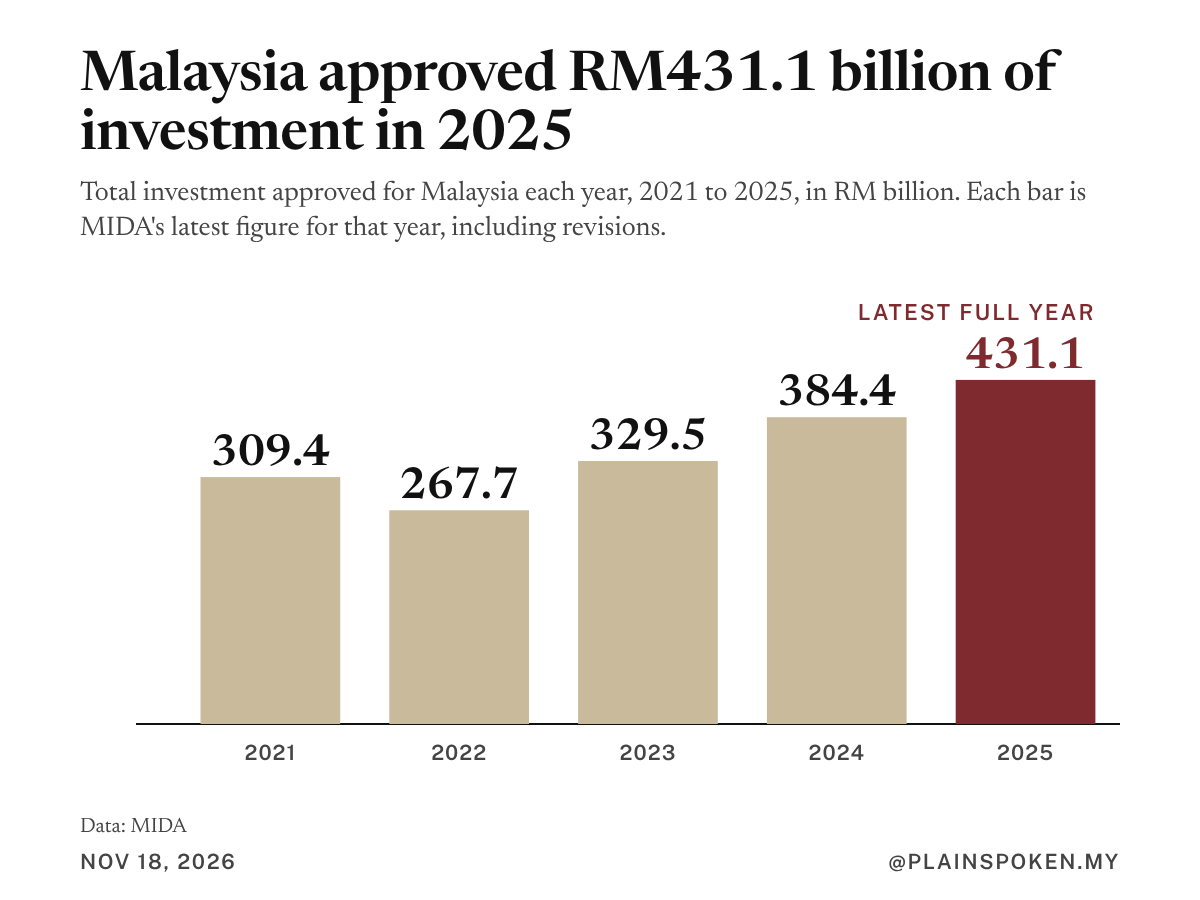 Malaysia approved RM431.1 billion of
investment in 2025
Total investment approved for Malaysia each year, 2021 to 2025, in RM billion. Each bar is
MIDA's latest figure for that year, including revisions.
LATEST FULL YEAR
309.4
267.7
329.5
384.4
431.1
2021
2022
2023
2024
2025
Data: MIDA
NOV 18, 2026
@PLAINSPOKEN.MY